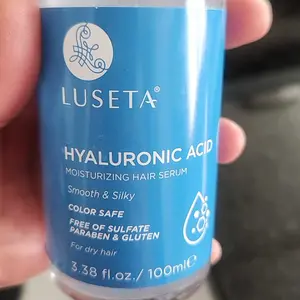 LUSETA®
HYALURONIC ACID
MOISTURIZING HAIR SERUM
Smooth & Silky
COLOR SAFE
FREE OF SULFATE
PARABEN & GLUTEN
For dry hair
3.38 fl.oz./ 100ml℮